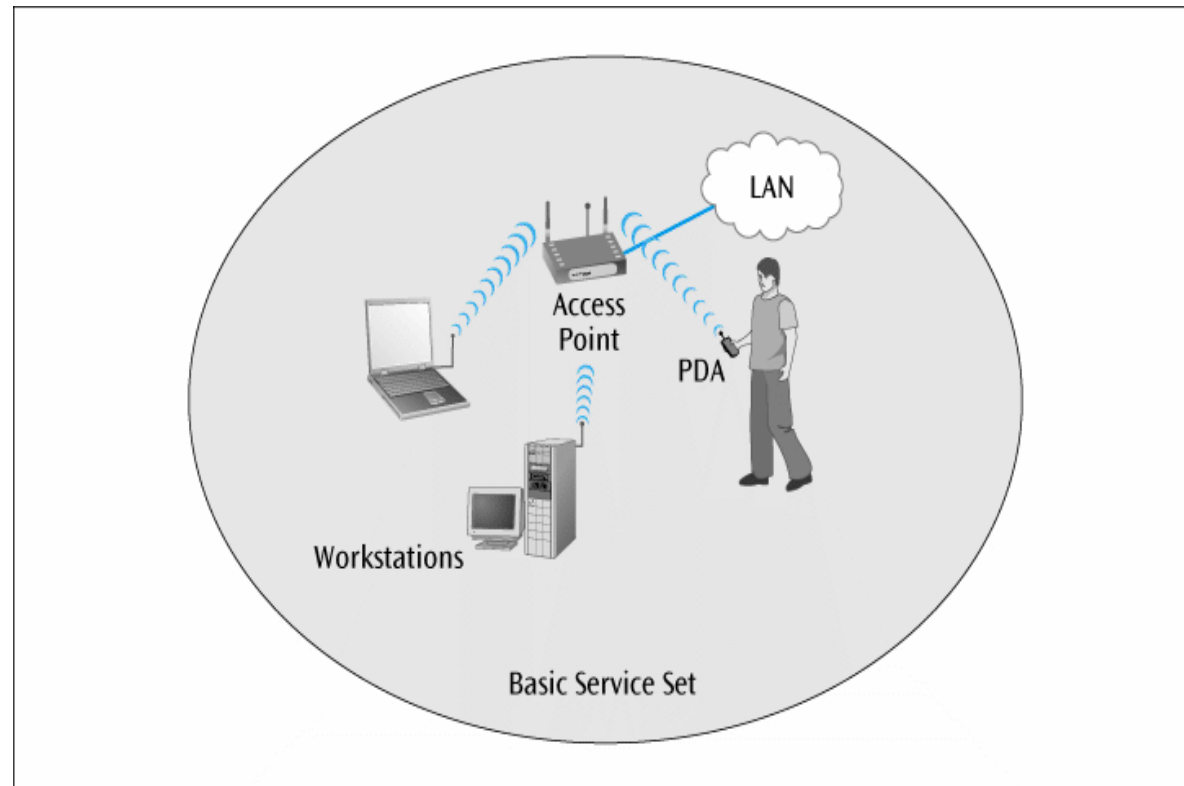 LAN
Access
Point
PDA
Workstations
Basic Service Set